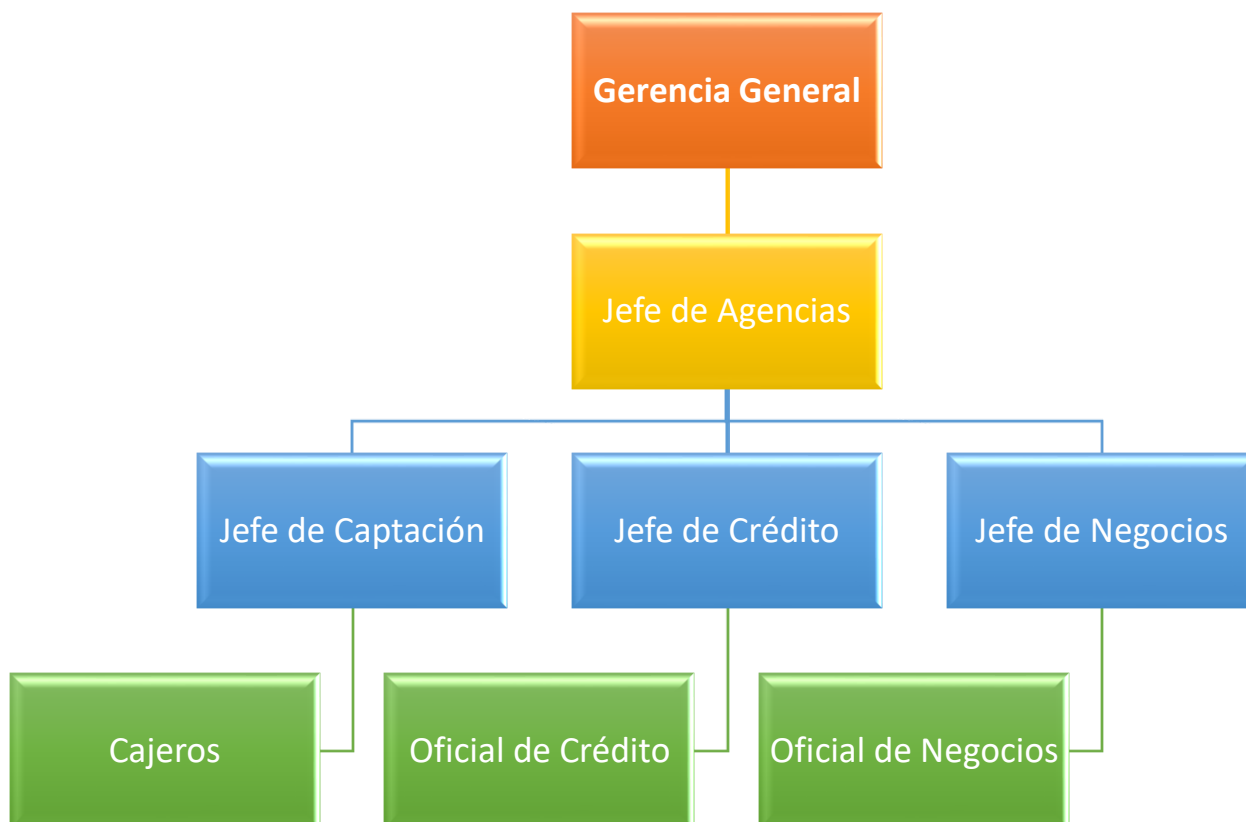 Gerencia General
Jefe de Agencias
Jefe de Captación
Jefe de Crédito
Jefe de Negocios
Cajeros
Oficial de Crédito
Oficial de Negocios